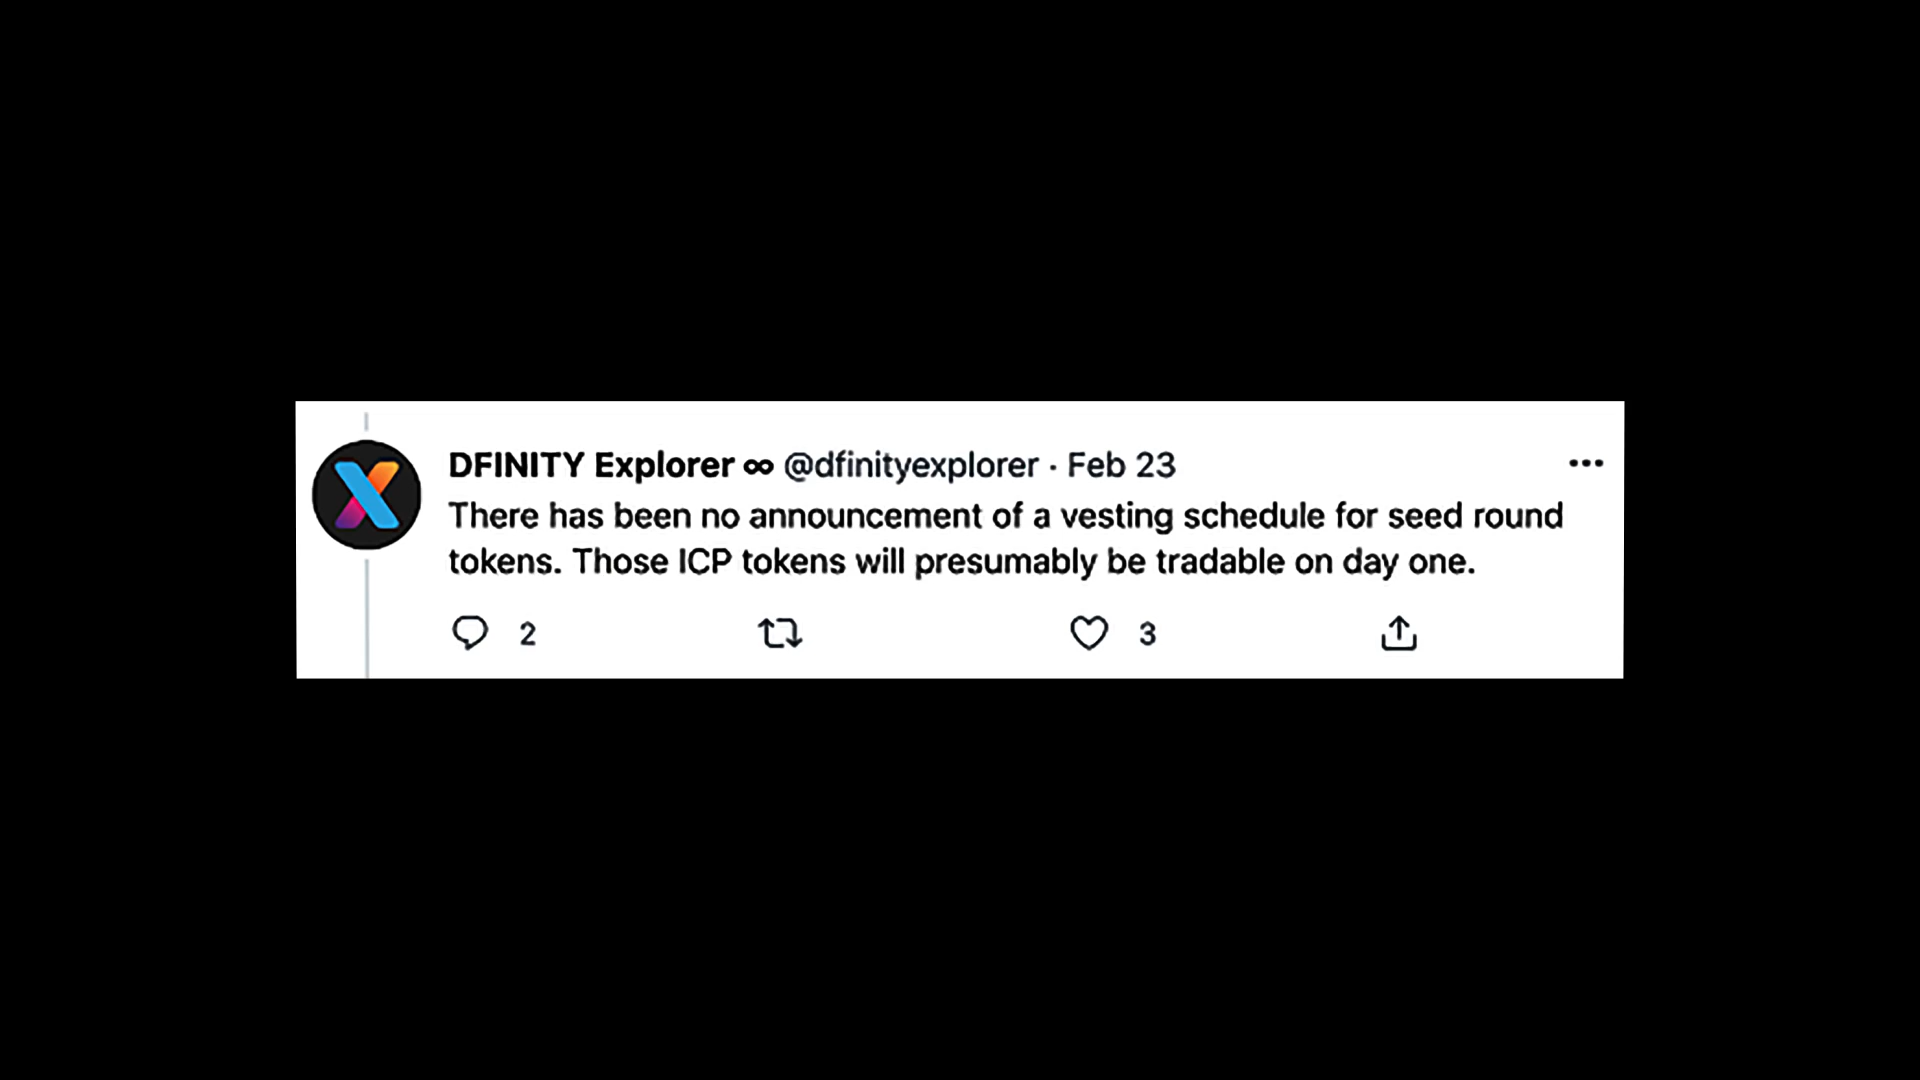 DFINITY Explorer ∞ @dfinityexplorer · Feb 23
There has been no announcement of a vesting schedule for seed round
tokens. Those ICP tokens will presumably be tradable on day one.
2 3